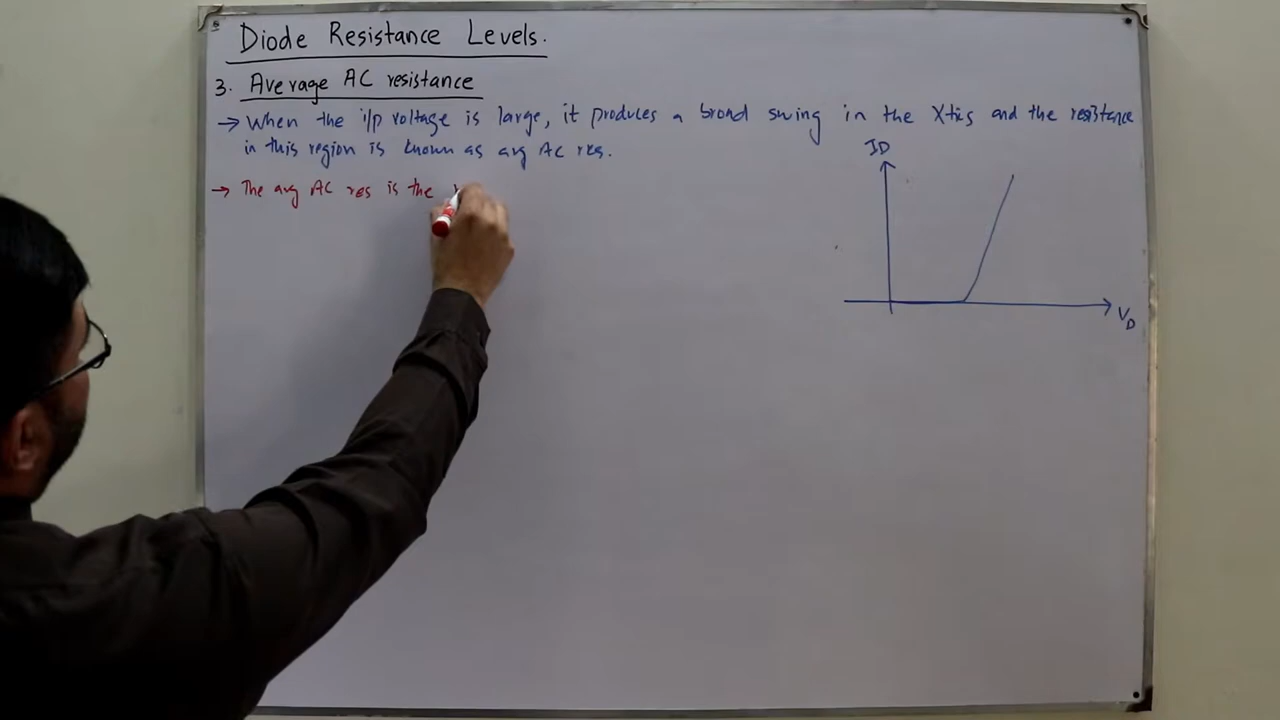 Diode Resistance Levels.
3. Average AC resistance
→ When the i/p voltage is large, it produces a broad swing in the Xtics and the resistance
in this region is known as avg AC res.
→ The avg AC res is the
ID
VD